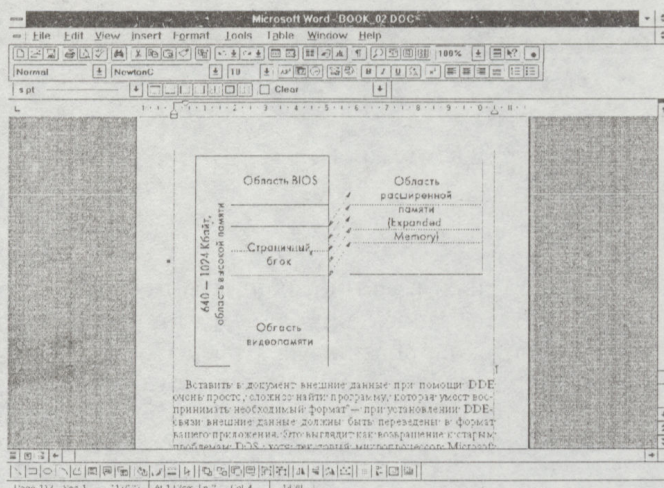 Microsoft Word - BOOK_02.DOC
File Edit View Insert Format Tools Table Window Help
100%
Normal NewtonC 10
Clear
Область BIOS
Область
расширенной
памяти
(Expanded
Memory)
640 — 1024 Кбайт,
область высокой памяти
Страничный
блок
Область
видеопамяти
Вставить в документ внешние данные при помощи DDE
очень просто, сложнее найти программу, которая умеет вос-
принимать необходимый формат — при установлении DDE-
связи внешние данные должны быть переведены в формат
вашего приложения. Это выглядит как возвращение к старым
проблемам DOS